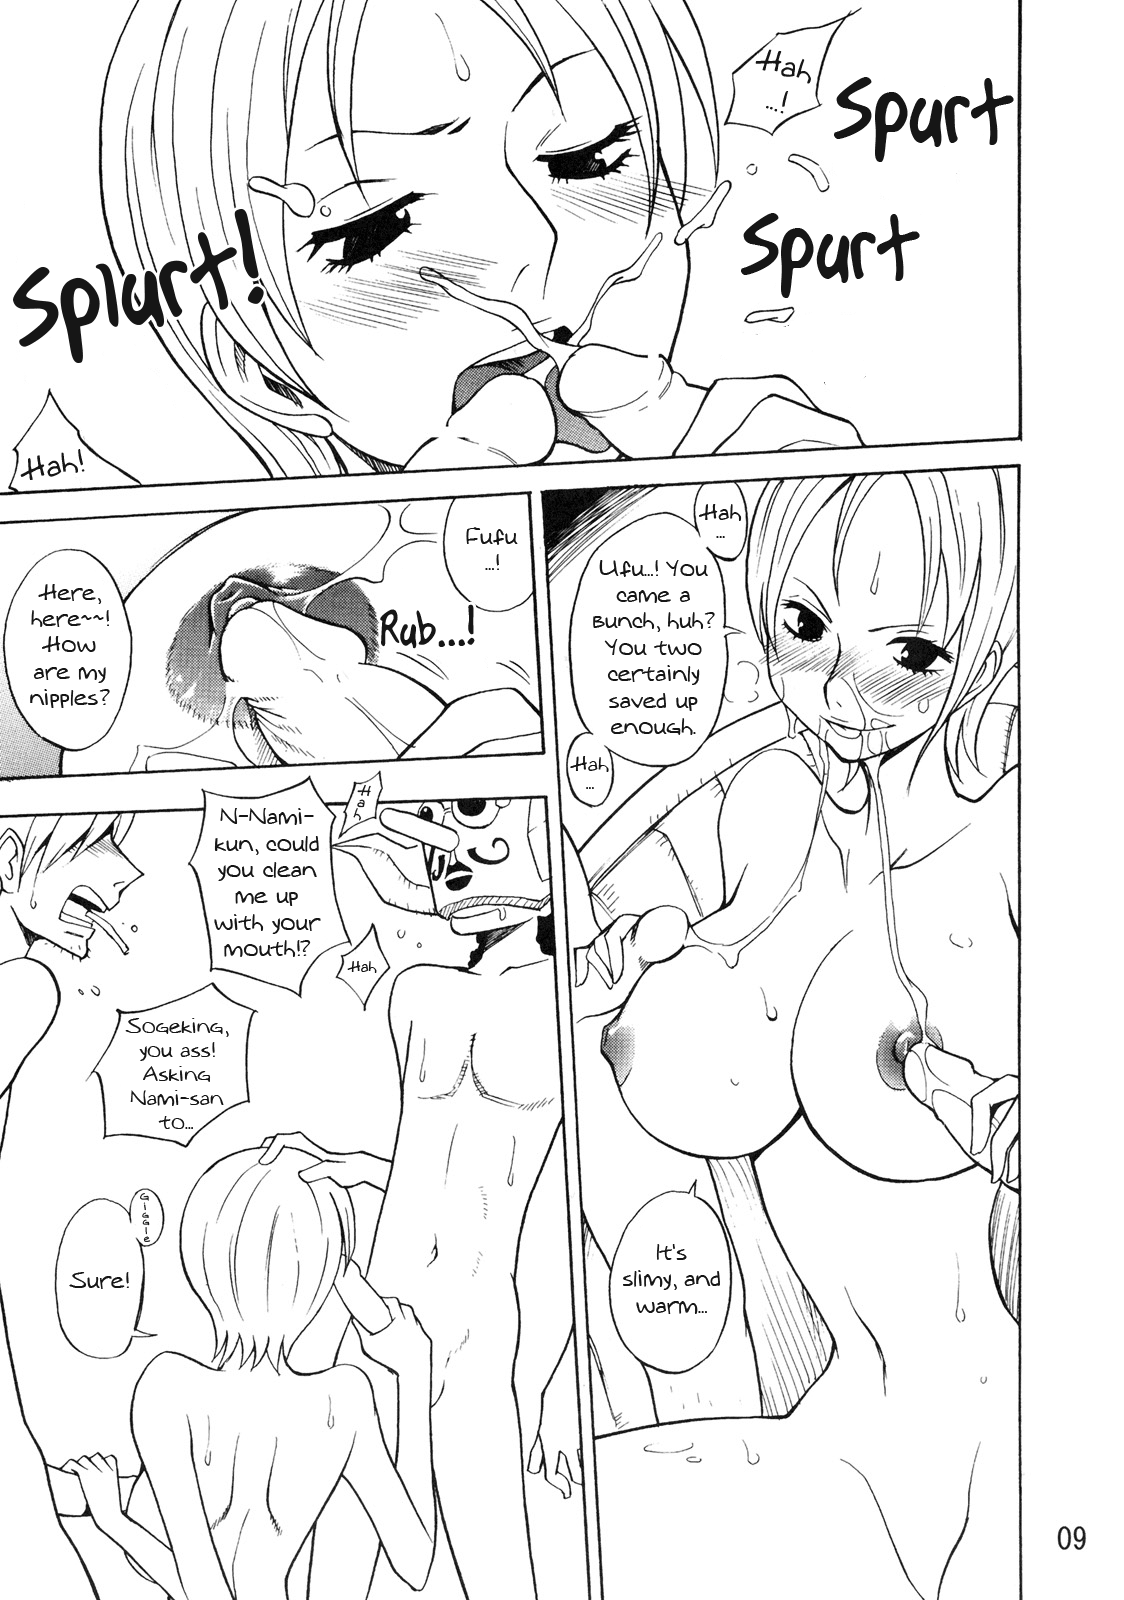 Hah
...!
Spurt
Spurt
Splurt!
Hah!
Hah
...
Ufu...! You
came a
bunch, huh?
You two
certainly
saved up
enough.
Hah
...
It's
slimy, and
warm...
Fufu
...!
Rub...!
Here,
here~~!
How
are my
nipples?
Hah
N-Nami-
kun, could
you clean
me up
with your
mouth!?
Hah
Sogeking,
you ass!
Asking
Nami-san
to...
Giggle
Sure!
09